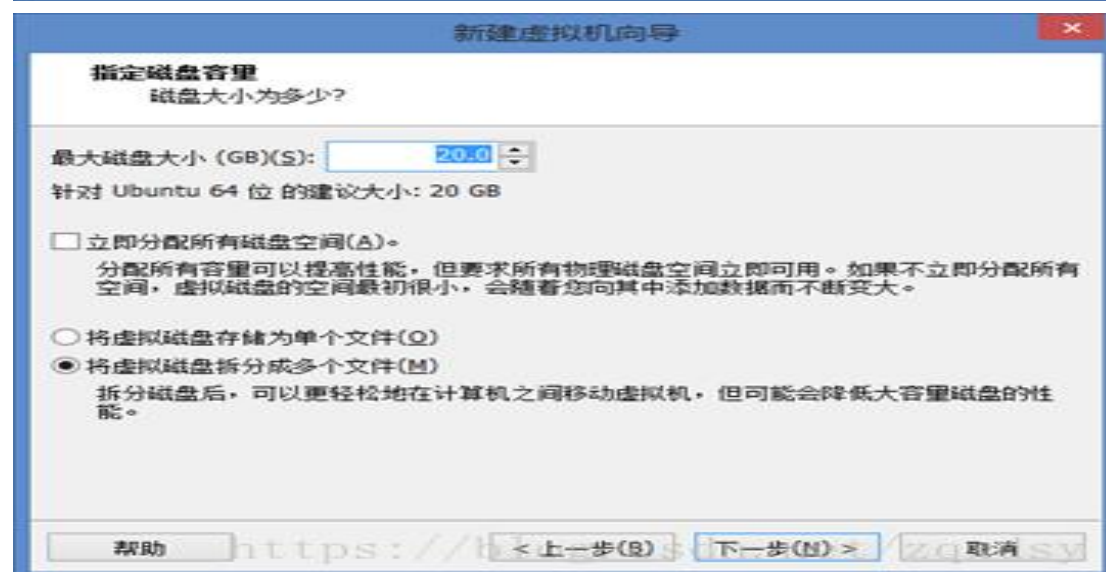 新建虚拟机向导
指定磁盘容量
磁盘大小为多少?
最大磁盘大小 (GB)(S): 20.0
针对 Ubuntu 64 位 的建议大小: 20 GB
立即分配所有磁盘空间(A)。
分配所有容量可以提高性能，但要求所有物理磁盘空间立即可用。如果不立即分配所有
空间，虚拟磁盘的空间最初很小，会随着您向其中添加数据而不断变大。
将虚拟磁盘存储为单个文件(O)
将虚拟磁盘拆分成多个文件(M)
拆分磁盘后，可以更轻松地在计算机之间移动虚拟机，但可能会降低大容量磁盘的性
能。
帮助 < 上一步(B) 下一步(N) > 取消
https://